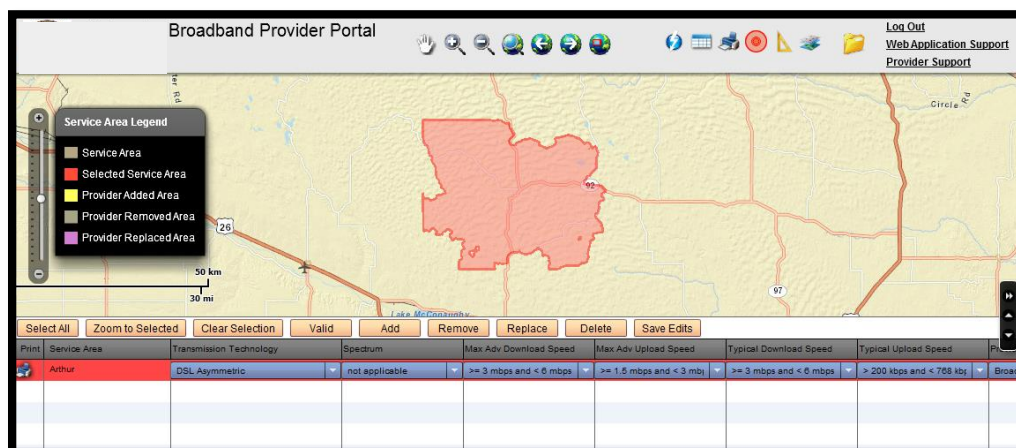 Broadband Provider Portal
Log Out
Web Application Support
Provider Support
Circle Rd
Service Area Legend
Service Area
Selected Service Area
Provider Added Area
Provider Removed Area
Provider Replaced Area
92
26
97
50 km
30 mi
Lake McConaughy
Select All Zoom to Selected Clear Selection Valid Add Remove Replace Delete Save Edits
Print Service Area Transmission Technology Spectrum Max Adv Download Speed Max Adv Upload Speed Typical Download Speed Typical Upload Speed
Arthur DSL Asymmetric not applicable >= 3 mbps and < 6 mbps >= 1.5 mbps and < 3 mb >= 3 mbps and < 6 mbps > 200 kbps and < 768 kb Broad